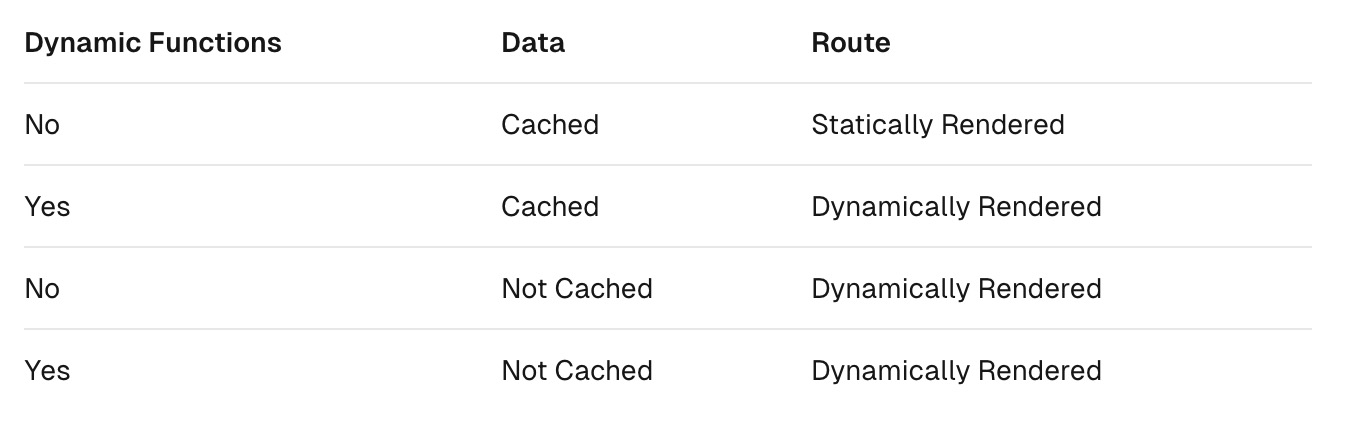 Dynamic Functions Data Route
No Cached Statically Rendered
Yes Cached Dynamically Rendered
No Not Cached Dynamically Rendered
Yes Not Cached Dynamically Rendered